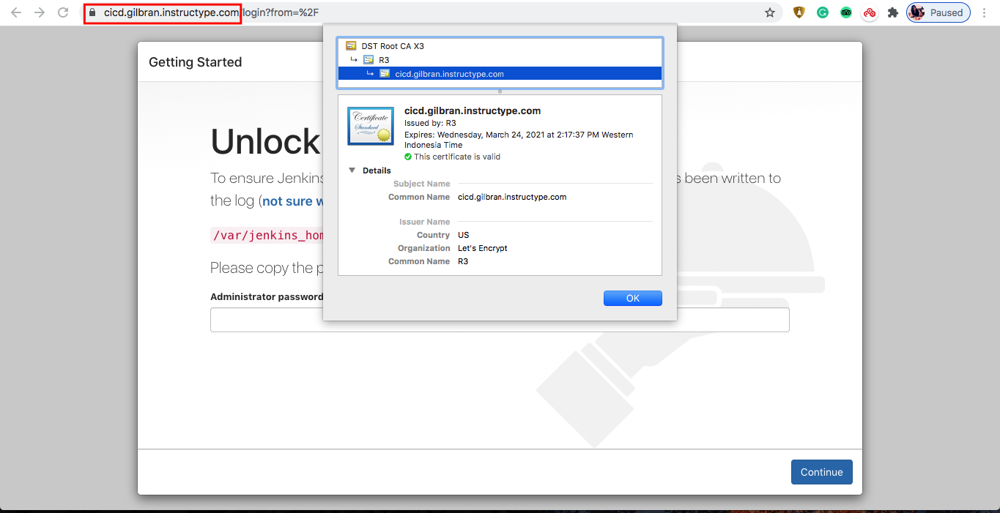 cicd.gilbran.instructype.com/login?from=%2F
Paused
DST Root CA X3
R3
cicd.gilbran.instructype.com
Getting Started
Certificate
Standard
cicd.gilbran.instructype.com
Issued by: R3
Expires: Wednesday, March 24, 2021 at 2:17:37 PM Western
Indonesia Time
This certificate is valid
Details
Subject Name
Common Name cicd.gilbran.instructype.com
Issuer Name
Country US
Organization Let's Encrypt
Common Name R3
OK
Unlock
To ensure Jenkins s been written to
the log (not sure w
/var/jenkins_hom
Please copy the p
Administrator password
Continue